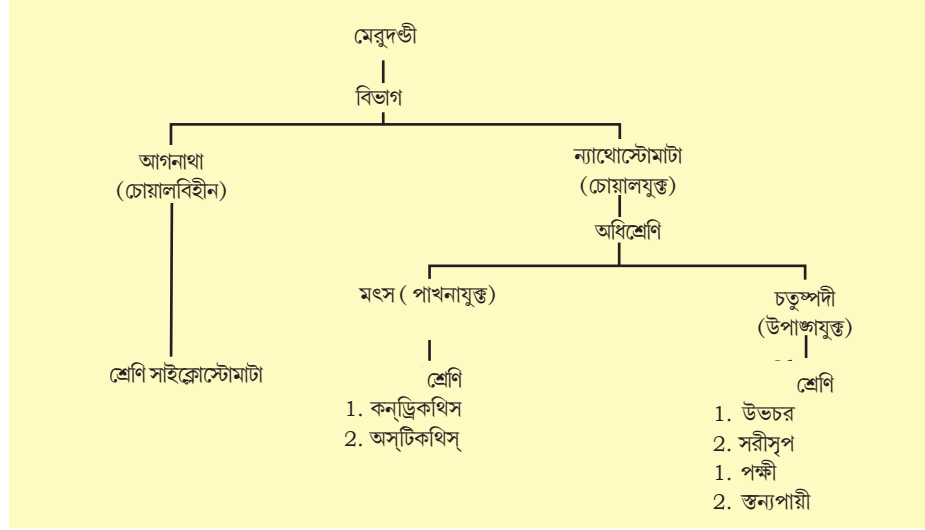 মেরুদণ্ডী
বিভাগ
আগনাথা
(চোয়ালবিহীন)
ন্যাথোস্টোমাটা
(চোয়ালযুক্ত)
অধিশ্রেণি
মৎস ( পাখনাযুক্ত)
চতুষ্পদী
(উপাঙ্গযুক্ত)
শ্রেণি সাইক্লোস্টোমাটা
শ্রেণি
1. কন্‌ড্রিকথিস
2. অস্‌টিকথিস্
শ্রেণি
1. উভচর
2. সরীসৃপ
1. পক্ষী
2. স্তন্যপায়ী